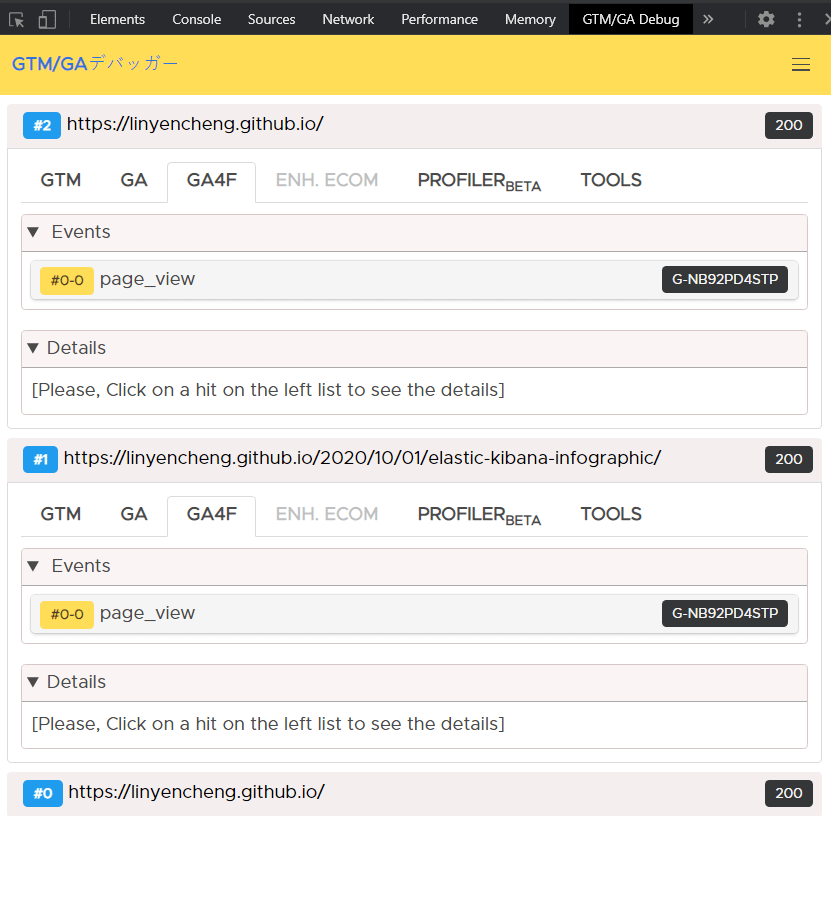 Elements Console Sources Network Performance Memory GTM/GA Debug »
GTM/GAデバッガー
#2 https://linyencheng.github.io/ 200
GTM GA GA4F ENH. ECOM PROFILERBETA TOOLS
▼ Events
#0-0 page_view G-NB92PD4STP
▼ Details
[Please, Click on a hit on the left list to see the details]
#1 https://linyencheng.github.io/2020/10/01/elastic-kibana-infographic/ 200
GTM GA GA4F ENH. ECOM PROFILERBETA TOOLS
▼ Events
#0-0 page_view G-NB92PD4STP
▼ Details
[Please, Click on a hit on the left list to see the details]
#0 https://linyencheng.github.io/ 200